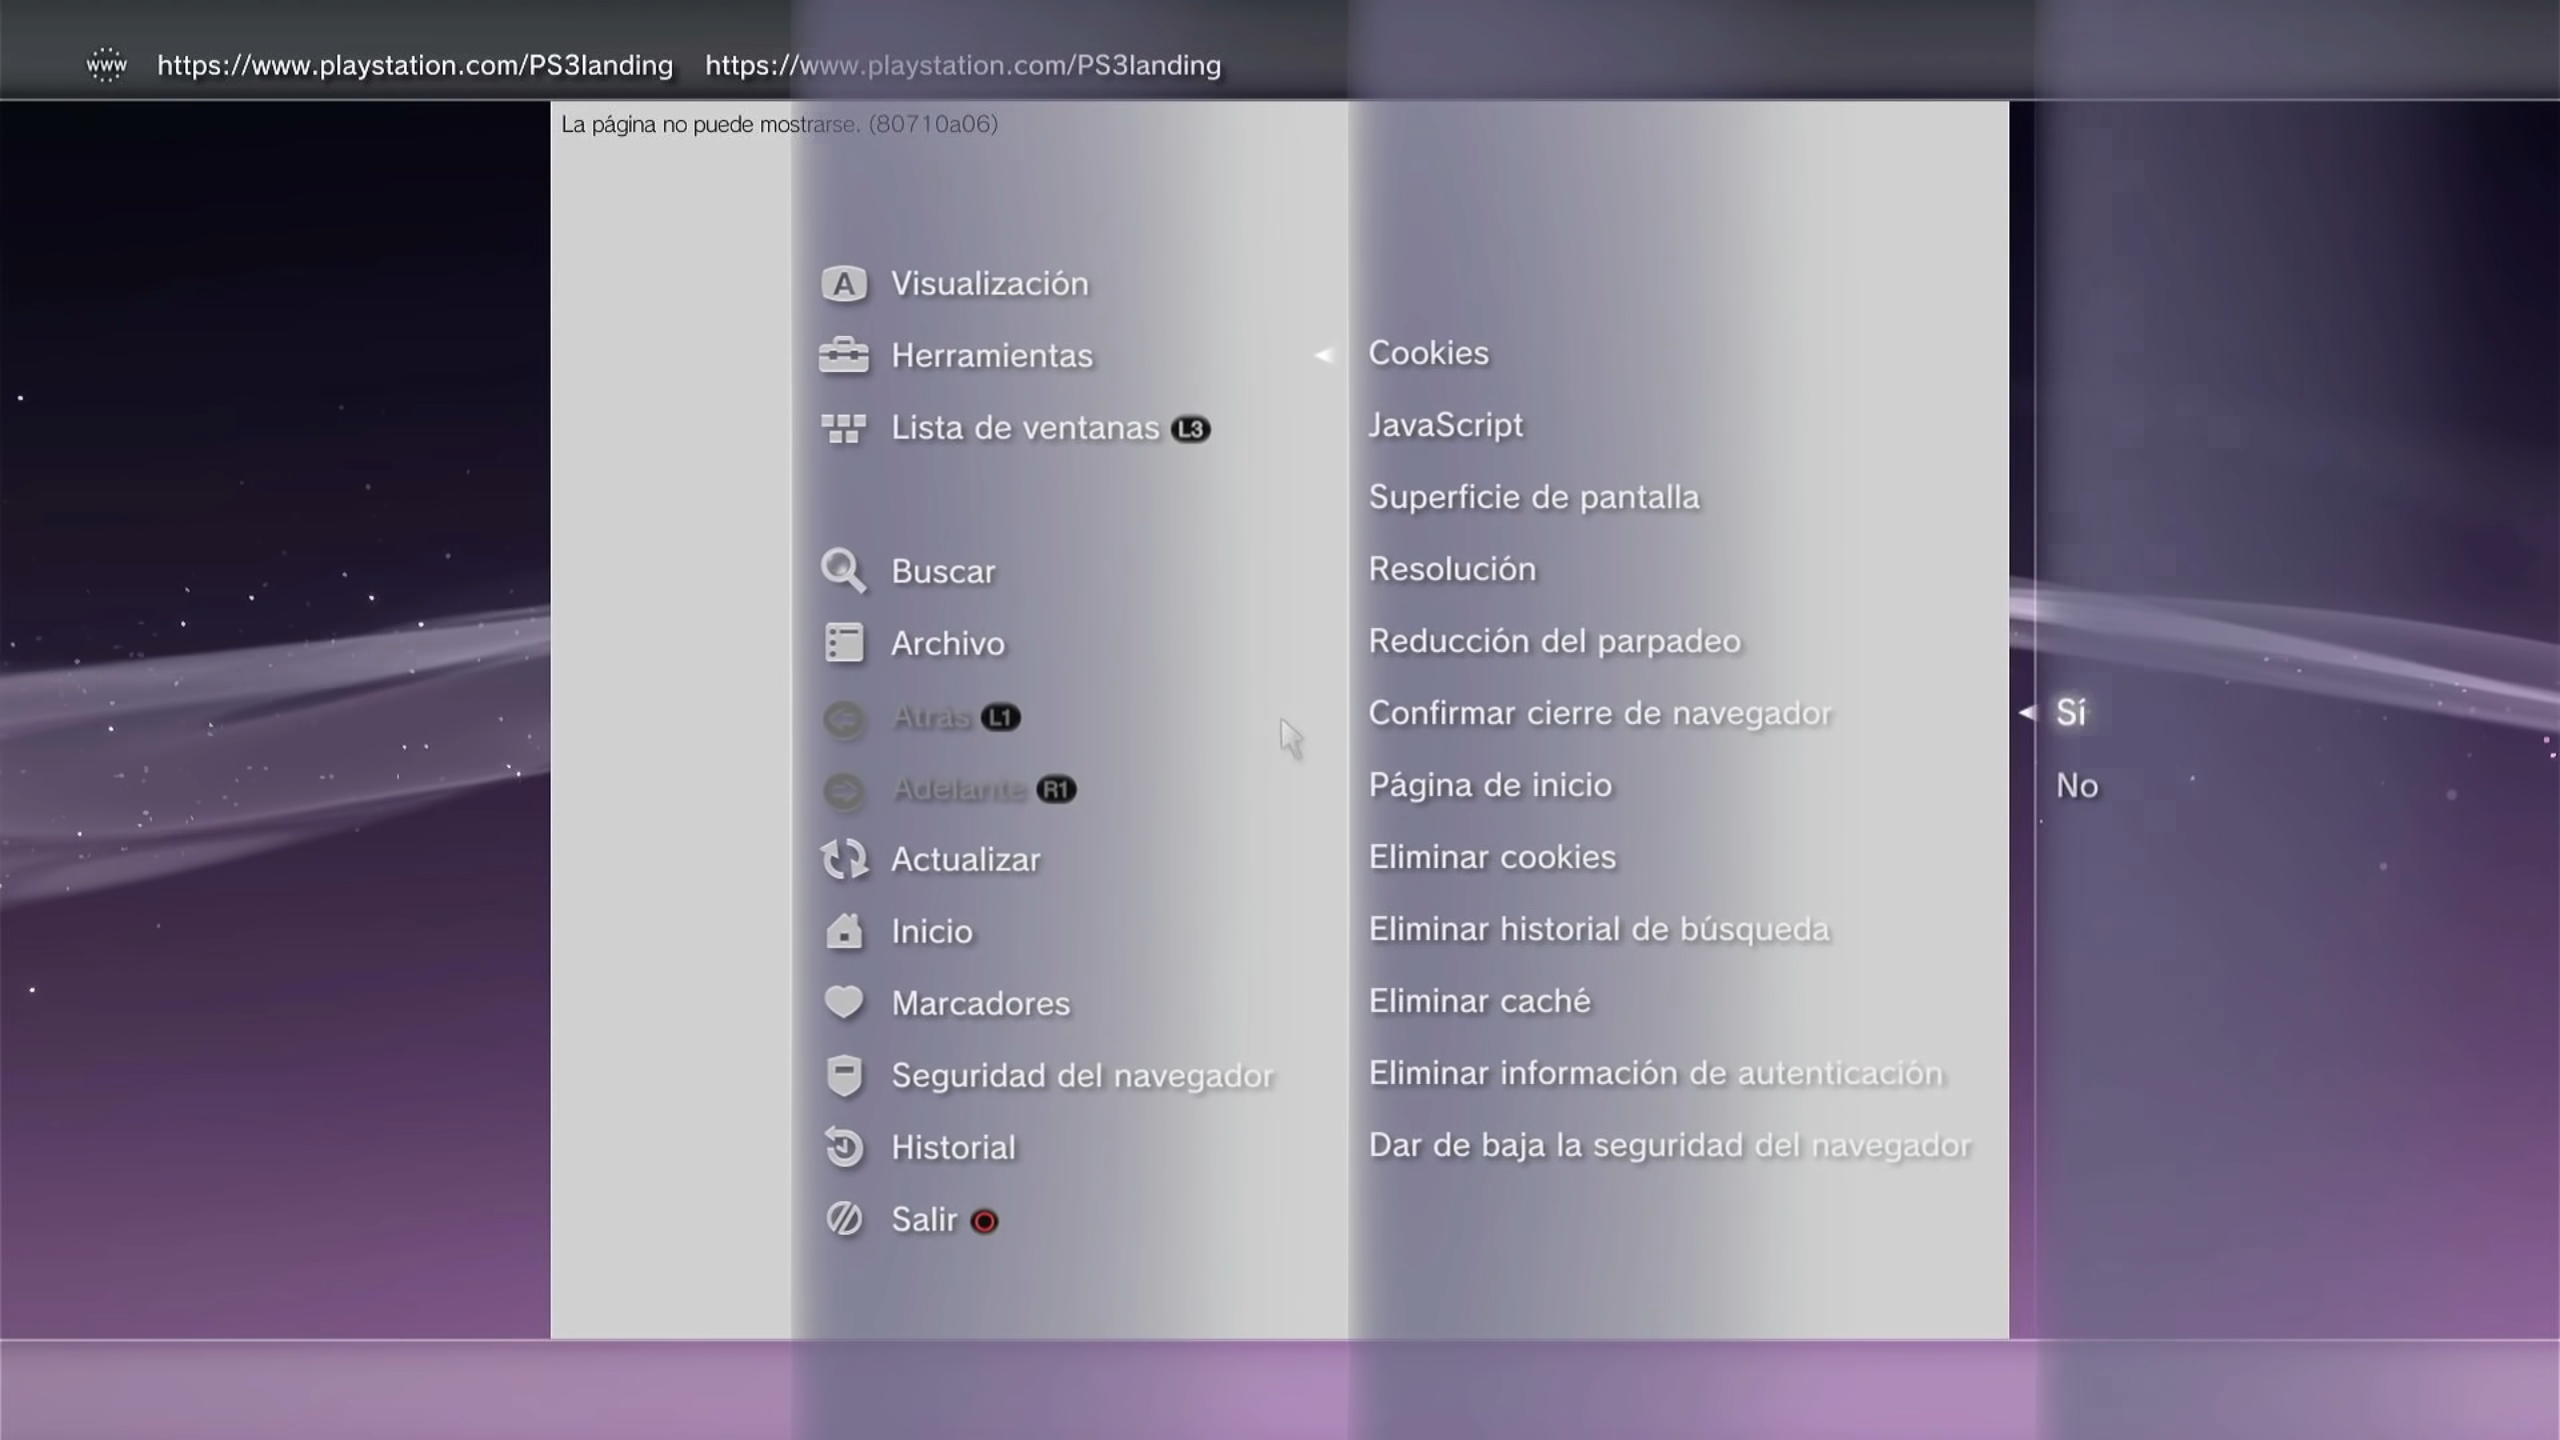 www https://www.playstation.com/PS3landing https://www.playstation.com/PS3landing
La página no puede mostrarse. (80710a06)
A Visualización
Herramientas
Lista de ventanas L3
Buscar
Archivo
Atrás L1
Adelante R1
Actualizar
Inicio
Marcadores
Seguridad del navegador
Historial
Salir
Cookies
JavaScript
Superficie de pantalla
Resolución
Reducción del parpadeo
Confirmar cierre de navegador
Página de inicio
Eliminar cookies
Eliminar historial de búsqueda
Eliminar caché
Eliminar información de autenticación
Dar de baja la seguridad del navegador
Sí
No